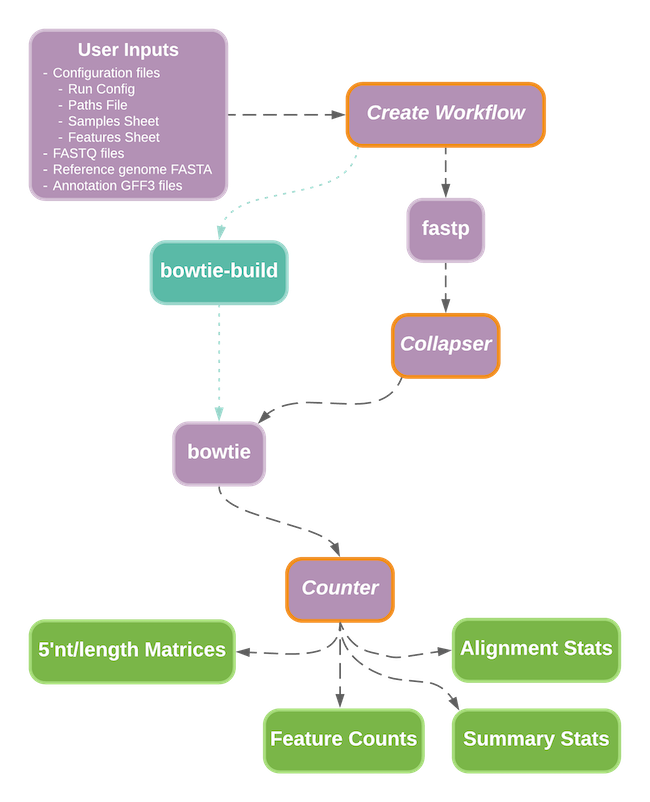 User Inputs
- Configuration files
- Run Config
- Paths File
- Samples Sheet
- Features Sheet
- FASTQ files
- Reference genome FASTA
- Annotation GFF3 files
Create Workflow
fastp
bowtie-build
Collapser
bowtie
Counter
5'nt/length Matrices
Alignment Stats
Feature Counts
Summary Stats